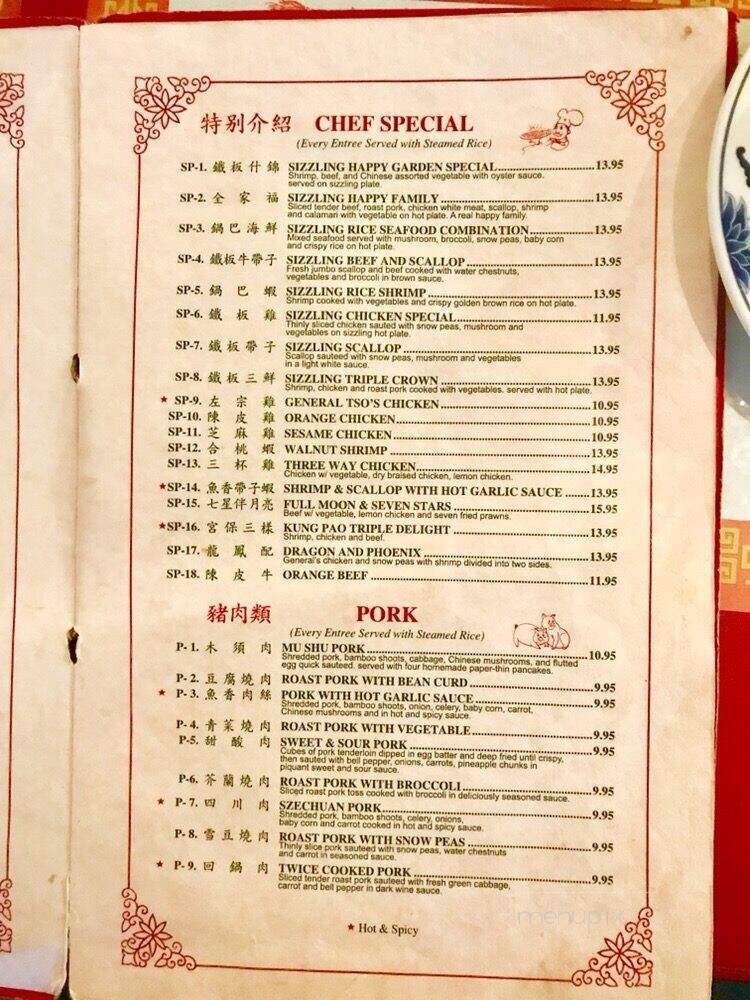 特别介紹 CHEF SPECIAL
(Every Entree Served with Steamed Rice)
SP-1. 鐵板什錦 SIZZLING HAPPY GARDEN SPECIAL 13.95
Shrimp, beef, and Chinese assorted vegetable with oyster sauce.
served on sizzling plate.
SP-2. 全家福 SIZZLING HAPPY FAMILY 13.95
Sliced tender beef, roast pork, chicken white meat, scallop, shrimp
and calamari with vegetable on hot plate. A real happy family.
SP-3. 鍋巴海鮮 SIZZLING RICE SEAFOOD COMBINATION 13.95
Mixed seafood served with mushroom, broccoli, snow peas, baby corn
and crispy rice on hot plate.
SP-4. 鐵板牛帶子 SIZZLING BEEF AND SCALLOP 13.95
Fresh jumbo scallop and beef cooked with water chestnuts,
vegetables and broccoli in brown sauce.
SP-5. 鍋巴蝦 SIZZLING RICE SHRIMP 13.95
Shrimp cooked with vegetables and crispy golden brown rice on hot plate.
SP-6. 鐵板雞 SIZZLING CHICKEN SPECIAL 11.95
Thinly sliced chicken sauted with snow peas, mushroom and
vegetables on sizzling hot plate.
SP-7. 鐵板帶子 SIZZLING SCALLOP 13.95
Scallop sauteed with snow peas, mushroom and vegetables
in a light white sauce.
SP-8. 鐵板三鮮 SIZZLING TRIPLE CROWN 13.95
Shrimp, chicken and roast pork cooked with vegetables. served with hot plate.
★ SP-9. 左宗雞 GENERAL TSO'S CHICKEN 10.95
SP-10. 陳皮雞 ORANGE CHICKEN 10.95
SP-11. 芝麻雞 SESAME CHICKEN 10.95
SP-12. 合桃蝦 WALNUT SHRIMP 13.95
SP-13. 三杯雞 THREE WAY CHICKEN 14.95
Chicken w/ vegetable, dry braised chicken, lemon chicken.
★SP-14. 魚香帶子蝦 SHRIMP & SCALLOP WITH HOT GARLIC SAUCE 13.95
SP-15. 七星伴月亮 FULL MOON & SEVEN STARS 15.95
Beef w/ vegetable, lemon chicken and seven fried prawns.
★SP-16. 宮保三樣 KUNG PAO TRIPLE DELIGHT 13.95
Shrimp, chicken and beef.
SP-17. 龍鳳配 DRAGON AND PHOENIX 13.95
General's chicken and snow peas with shrimp divided into two sides.
SP-18. 陳皮牛 ORANGE BEEF 11.95
豬肉類 PORK
(Every Entree Served with Steamed Rice)
P- 1. 木須肉 MU SHU PORK 10.95
Shredded pork, bamboo shoots, cabbage, Chinese mushrooms, and flutted
egg quick sauteed. served with four homemade paper-thin pancakes.
P- 2. 豆腐燒肉 ROAST PORK WITH BEAN CURD 9.95
★ P- 3. 魚香肉絲 PORK WITH HOT GARLIC SAUCE 9.95
Shredded pork, bamboo shoots, onion, celery, baby corn, carrot,
Chinese mushrooms and in hot and spicy sauce.
P- 4. 青菜燒肉 ROAST PORK WITH VEGETABLE 9.95
P-5. 甜酸肉 SWEET & SOUR PORK 9.95
Cubes of pork tenderloin dipped in egg batter and deep fried until crispy,
then sauted with bell pepper, onions, carrots, pineapple chunks in
piquant sweet and sour sauce.
P-6. 芥蘭燒肉 ROAST PORK WITH BROCCOLI 9.95
Sliced roast pork toss cooked with broccoli in deliciously seasoned sauce.
★ P- 7. 四川肉 SZECHUAN PORK 9.95
Shredded pork, bamboo shoots, celery, onions,
baby corn and carrot cooked in hot and spicy sauce.
P- 8. 雪豆燒肉 ROAST PORK WITH SNOW PEAS 9.95
Thinly slice pork sauteed with snow peas, water chestnuts
and carrot in seasoned sauce.
★ P- 9. 回鍋肉 TWICE COOKED PORK 9.95
Sliced tender roast pork sauteed with fresh green cabbage,
carrot and bell pepper in dark wine sauce.
★ Hot & Spicy